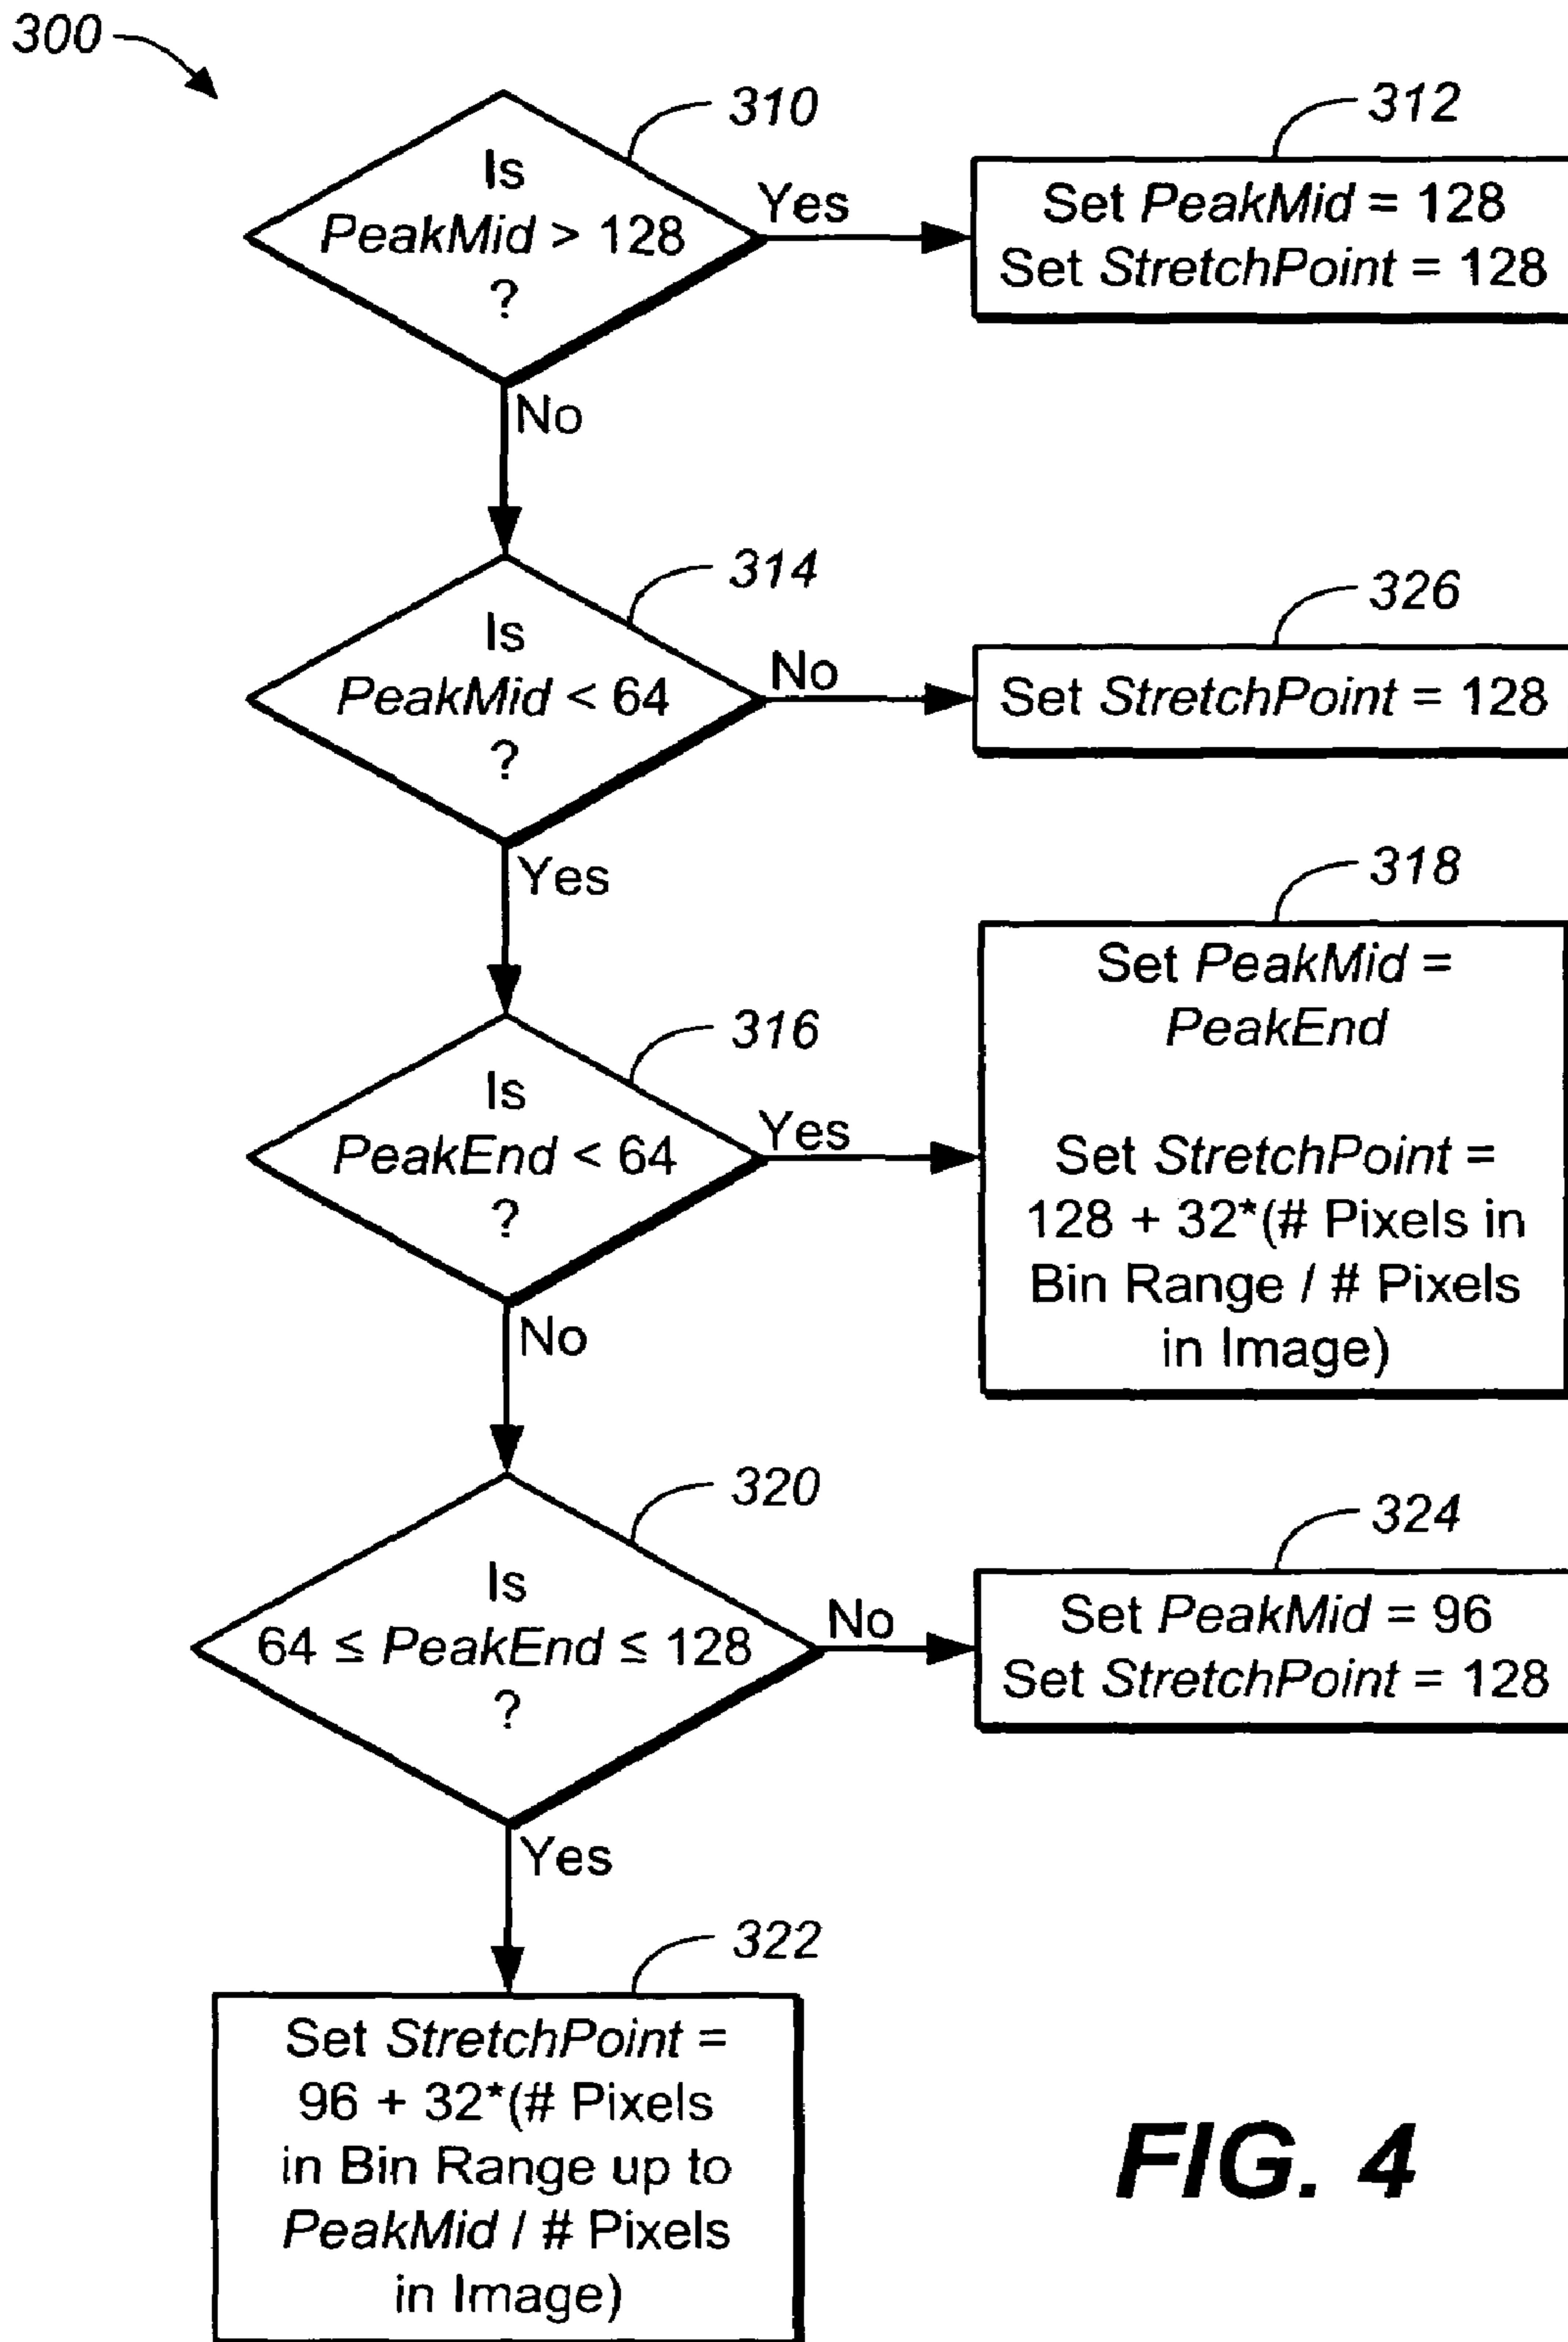 300
310
Is
PeakMid > 128
?
Yes
312
Set PeakMid = 128
Set StretchPoint = 128
No
314
Is
PeakMid < 64
?
No
326
Set StretchPoint = 128
Yes
316
Is
PeakEnd < 64
?
Yes
318
Set PeakMid =
PeakEnd
Set StretchPoint =
128 + 32*(# Pixels in
Bin Range / # Pixels
in Image)
No
320
Is
64 ≤ PeakEnd ≤ 128
?
No
324
Set PeakMid = 96
Set StretchPoint = 128
Yes
322
Set StretchPoint =
96 + 32*(# Pixels
in Bin Range up to
PeakMid / # Pixels
in Image)
FIG. 4